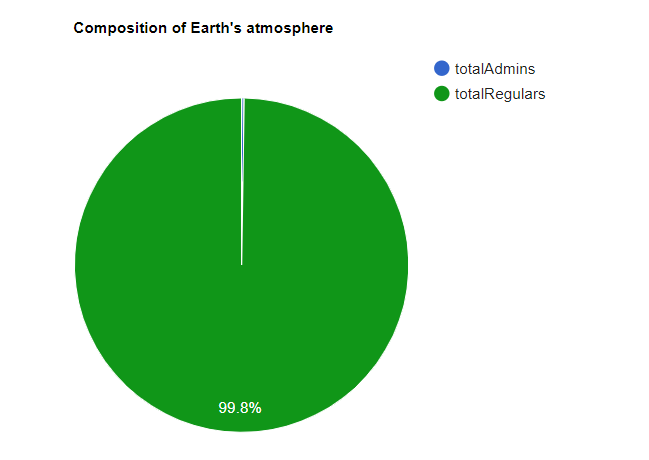 Composition of Earth's atmosphere
totalAdmins
totalRegulars
99.8%